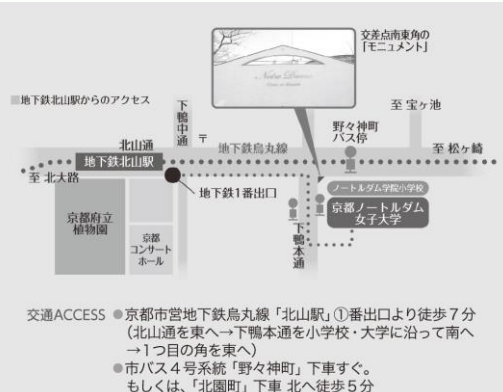 交差点南東角の
「モニュメント」
Notre Dame
■地下鉄北山駅からのアクセス
下鴨中通
〒
至 宝ヶ池
野々神町
バス停
北山通
地下鉄烏丸線
至 松ヶ崎
地下鉄北山駅
至 北大路
地下鉄1番出口
ノートルダム学院小学校
京都ノートルダム
女子大学
京都府立
植物園
京都
コンサート
ホール
下鴨本通
交通ACCESS ●京都市営地下鉄烏丸線「北山駅」①番出口より徒歩7分
(北山通を東へ→下鴨本通を小学校・大学に沿って南へ
→1つ目の角を東へ)
●市バス4号系統「野々神町」下車すぐ。
もしくは、「北園町」下車 北へ徒歩5分